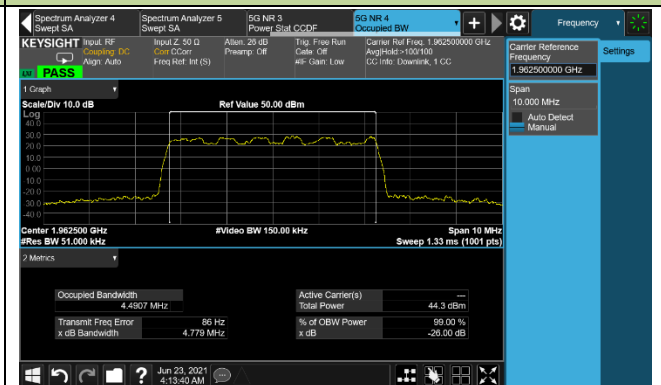 Spectrum Analyzer 4
Swept SA
Spectrum Analyzer 5
Swept SA
5G NR 3
Power Stat CCDF
5G NR 4
Occupied BW
Frequency
KEYSIGHT
Input: RF
Coupling: DC
Align: Auto
Input Z: 50 Ω
Corr CCorr
Freq Ref: Int (S)
Atten: 26 dB
Preamp: Off
Trig: Free Run
Gate: Off
#IF Gain: Low
Carrier Ref Freq: 1.962500000 GHz
Avg|Hold:>100/100
CC Info: Downlink, 1 CC
PASS
Carrier Reference
Frequency
1.962500000 GHz
Settings
Span
10.000 MHz
Auto Detect
Manual
1 Graph
Scale/Div 10.0 dB
Ref Value 50.00 dBm
Log
40.0
30.0
20.0
10.0
0.00
-10.0
-20.0
-30.0
-40.0
Center 1.962500 GHz
#Video BW 150.00 kHz
Span 10 MHz
#Res BW 51.000 kHz
Sweep 1.33 ms (1001 pts)
2 Metrics
Occupied Bandwidth
4.4907 MHz
Active Carrier(s)
---
Total Power
44.3 dBm
Transmit Freq Error
86 Hz
x dB Bandwidth
4.779 MHz
% of OBW Power
99.00 %
x dB
-26.00 dB
?
Jun 23, 2021
4:13:40 AM